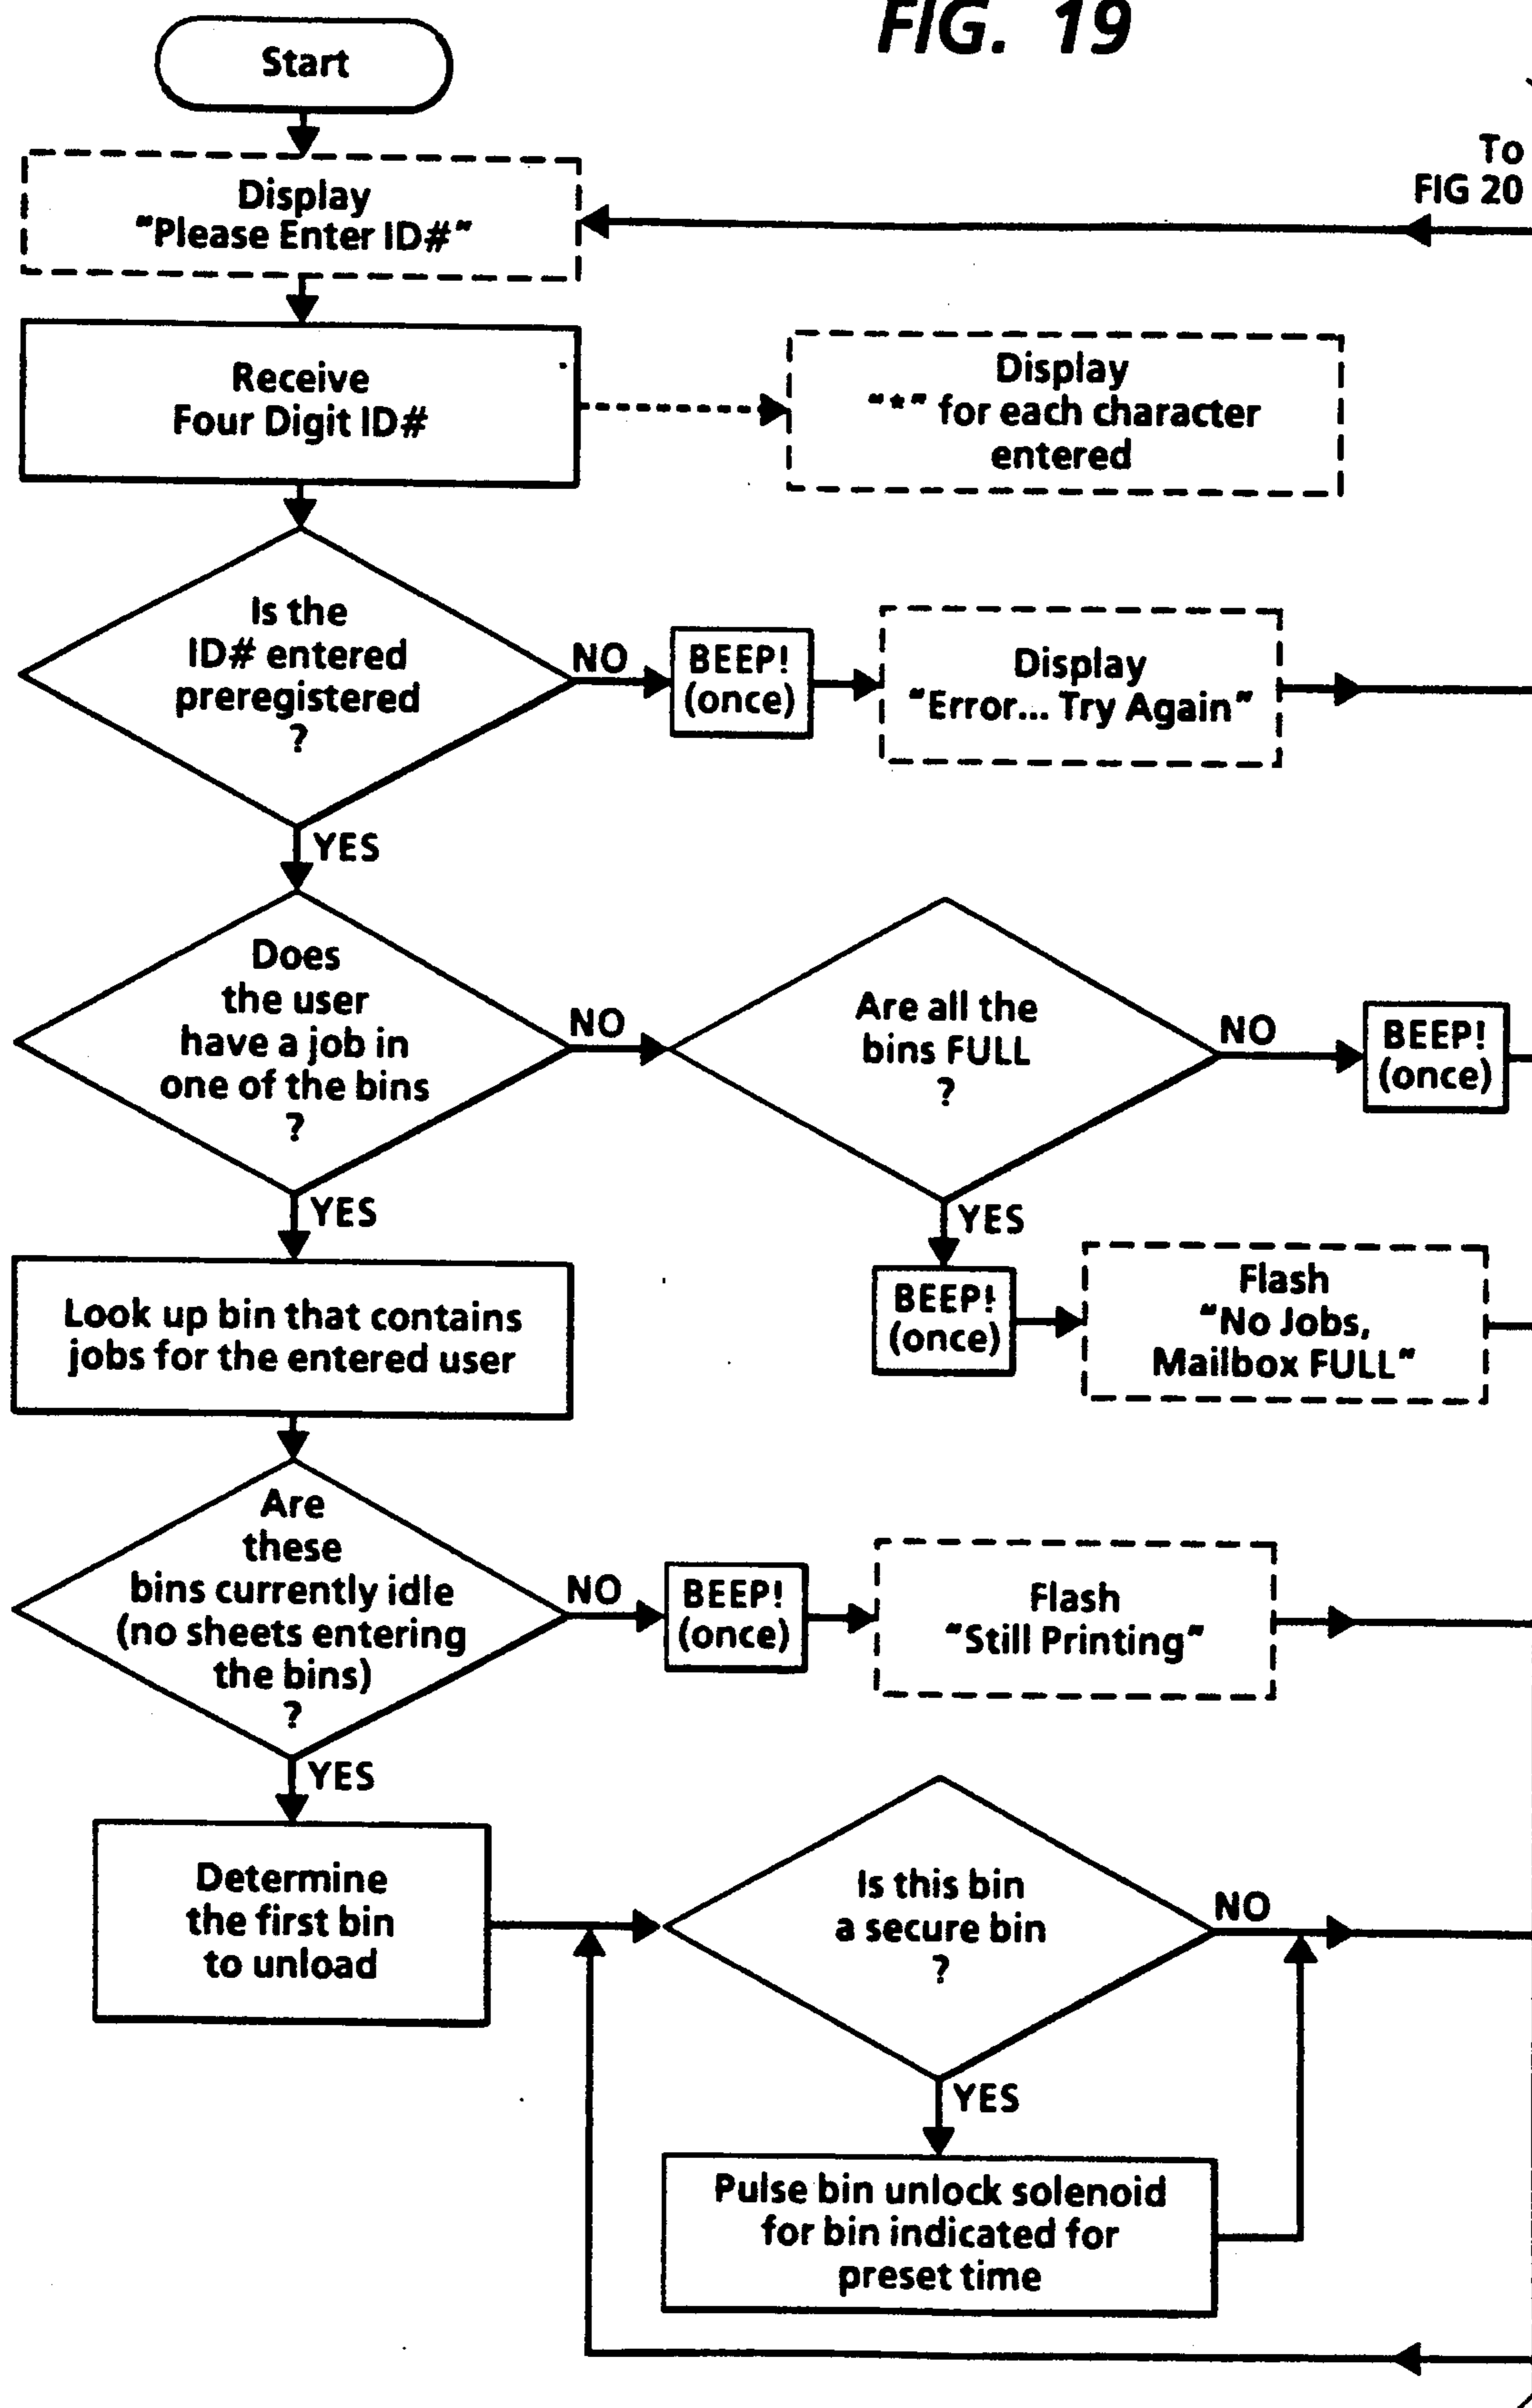 FIG. 19
Start
To
FIG 20
Display
"Please Enter ID#"
Receive
Four Digit ID#
Display
"*" for each character
entered
Is the
ID# entered
preregistered
?
NO
BEEP!
(once)
Display
"Error... Try Again"
YES
Does
the user
have a job in
one of the bins
?
NO
Are all the
bins FULL
?
NO
BEEP!
(once)
YES
YES
BEEP!
(once)
Flash
"No Jobs,
Mailbox FULL"
Look up bin that contains
jobs for the entered user
Are
these
bins currently idle
(no sheets entering
the bins)
?
NO
BEEP!
(once)
Flash
"Still Printing"
YES
Determine
the first bin
to unload
Is this bin
a secure bin
?
NO
YES
Pulse bin unlock solenoid
for bin indicated for
preset time